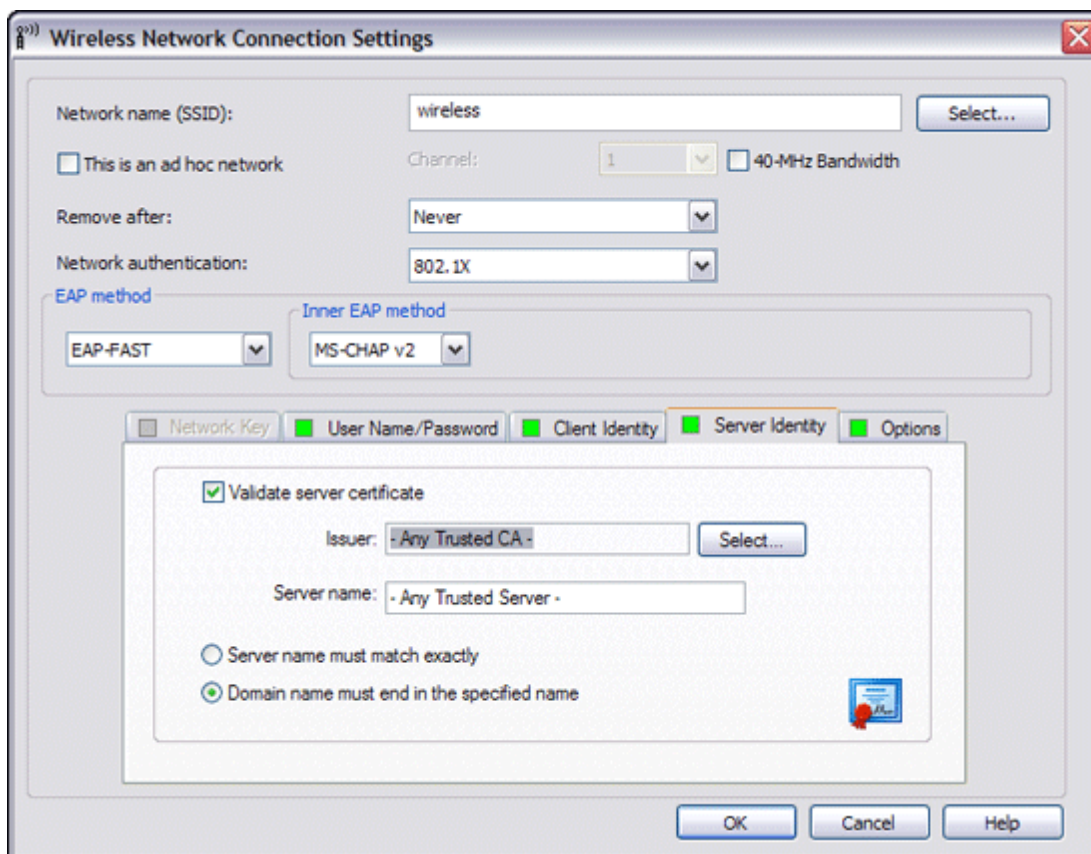 Wireless Network Connection Settings
Network name (SSID): wireless Select...
This is an ad hoc network Channel: 1 40-MHz Bandwidth
Remove after: Never
Network authentication: 802.1X
EAP method
Inner EAP method
EAP-FAST MS-CHAP v2
Network Key User Name/Password Client Identity Server Identity Options
Validate server certificate
Issuer: - Any Trusted CA - Select...
Server name: - Any Trusted Server -
Server name must match exactly
Domain name must end in the specified name
OK Cancel Help